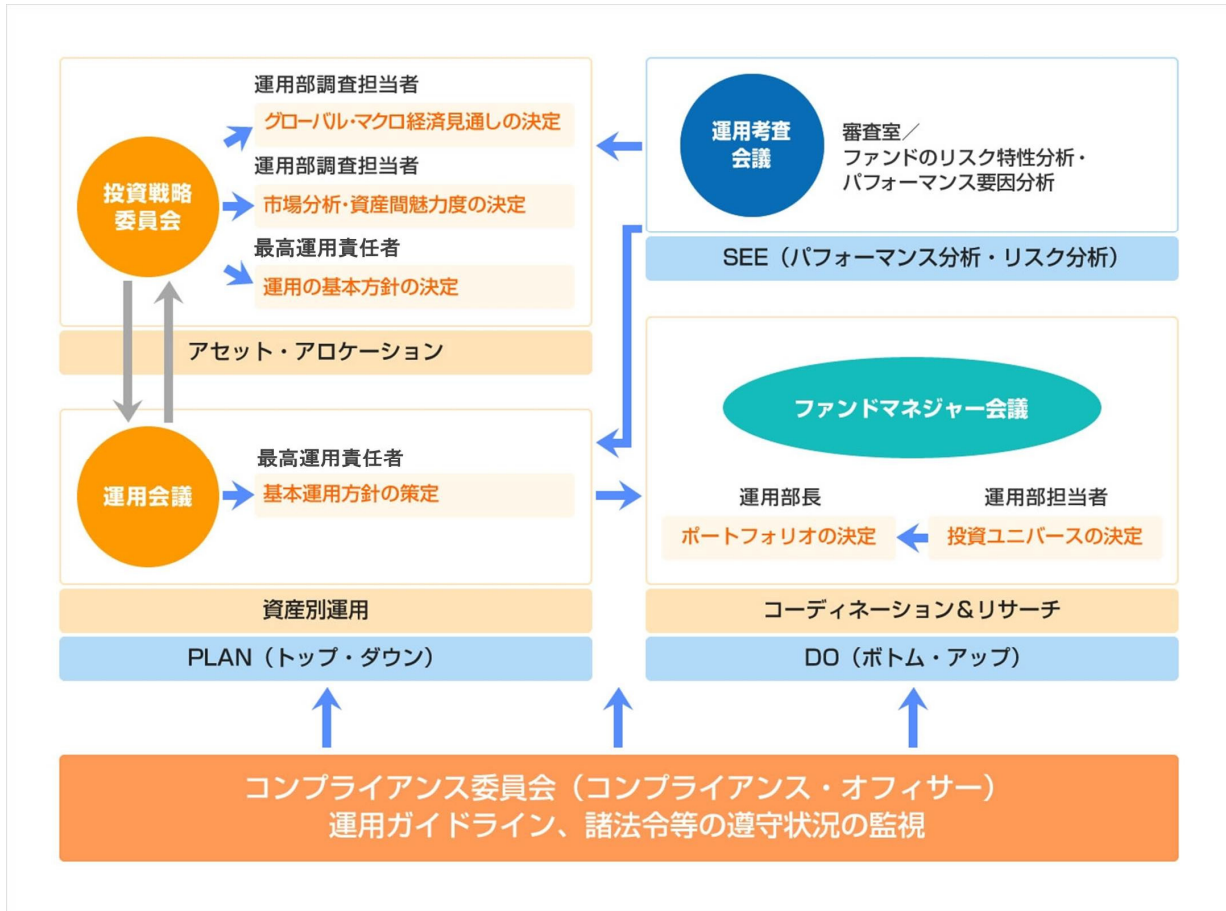 運用部調査担当者
グローバル・マクロ経済見通しの決定
投資戦略
委員会
運用部調査担当者
市場分析・資産間魅力度の決定
最高運用責任者
運用の基本方針の決定
アセット・アロケーション
運用会議
最高運用責任者
基本運用方針の策定
資産別運用
PLAN（トップ・ダウン）
運用考査
会議
審査室／
ファンドのリスク特性分析・
パフォーマンス要因分析
SEE（パフォーマンス分析・リスク分析）
ファンドマネジャー会議
運用部長
ポートフォリオの決定
運用部担当者
投資ユニバースの決定
コーディネーション＆リサーチ
DO（ボトム・アップ）
コンプライアンス委員会（コンプライアンス・オフィサー）
運用ガイドライン、諸法令等の遵守状況の監視